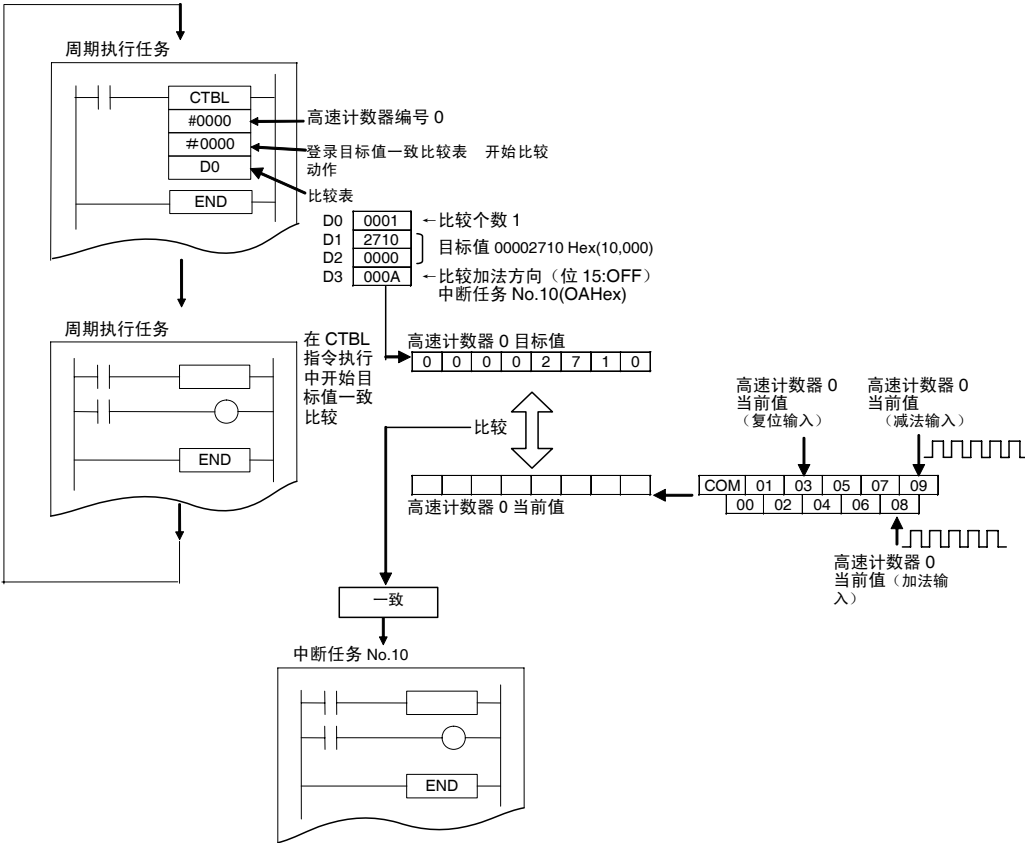 周期执行任务
CTBL
#0000
#0000
D0
END
高速计数器编号 0
登录目标值一致比较表 开始比较
动作
比较表
D0 0001 ←比较个数 1
D1 2710
D2 0000
目标值 00002710 Hex(10,000)
D3 000A ←比较加法方向（位 15:OFF）
中断任务 No.10(OAHex)
周期执行任务
END
在 CTBL
指令执行
中开始目
标值一致
比较
高速计数器 0 目标值
0 0 0 0 2 7 1 0
比较
高速计数器 0 当前值
高速计数器 0
当前值
（复位输入）
高速计数器 0
当前值
（减法输入）
COM 01 03 05 07 09
00 02 04 06 08
高速计数器 0
当前值（加法输
入）
一致
中断任务 No.10
END